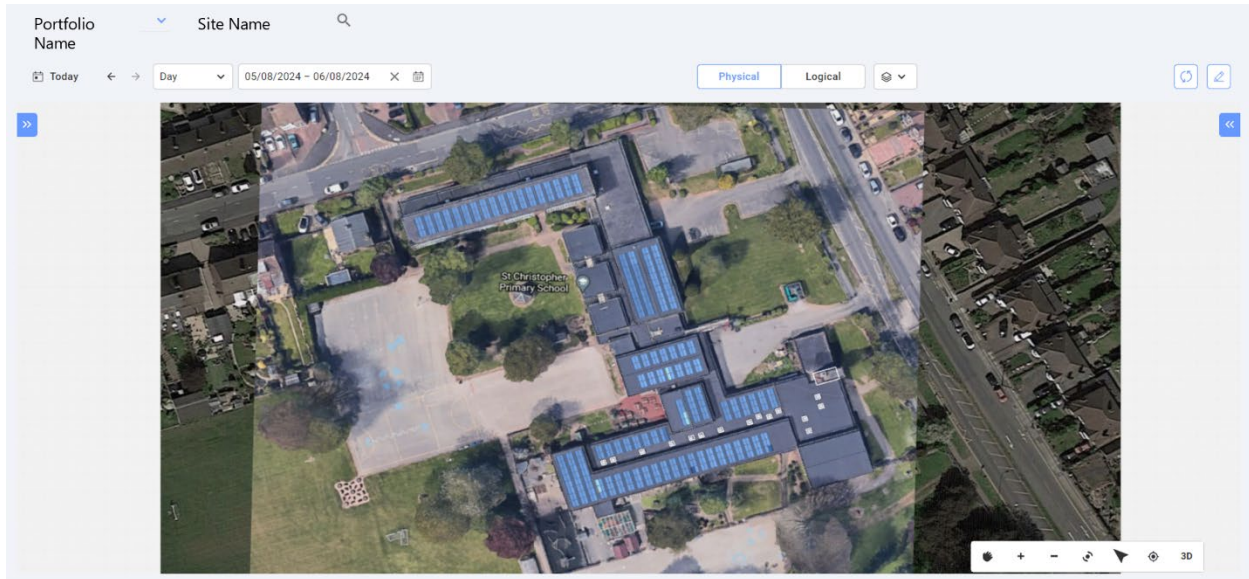 Portfolio
Name
Site Name
Today
Day
05/08/2024 – 06/08/2024
Physical
Logical
St Christopher
Primary School
3D